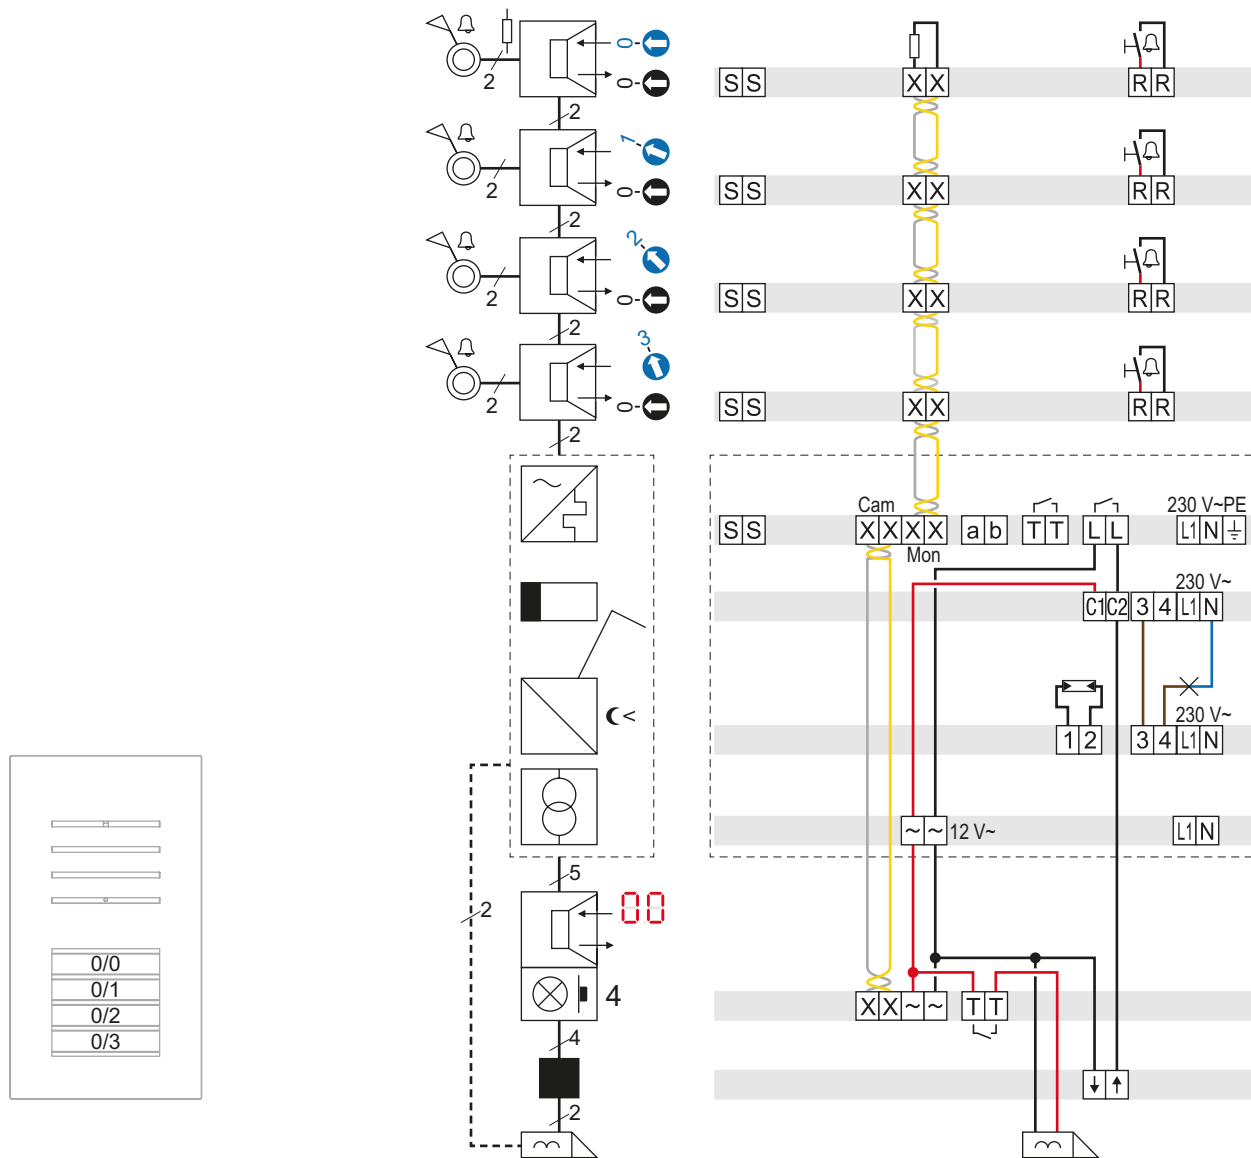 0
2
0
S S
X X
R R
2
1
2
0
S S
X X
R R
2
2
2
0
S S
X X
R R
2
3
2
0
S S
X X
R R
2
Cam
230 V~PE
S S
X X X X
a b
T T
L L
L1 N
Mon
230 V~
C1 C2 3 4 L1 N
230 V~
1 2
3 4 L1 N
~ ~ 12 V~
L1 N
5
2
00
0/0
0/1
0/2
0/3
4
X X ~ ~
T T
4
2